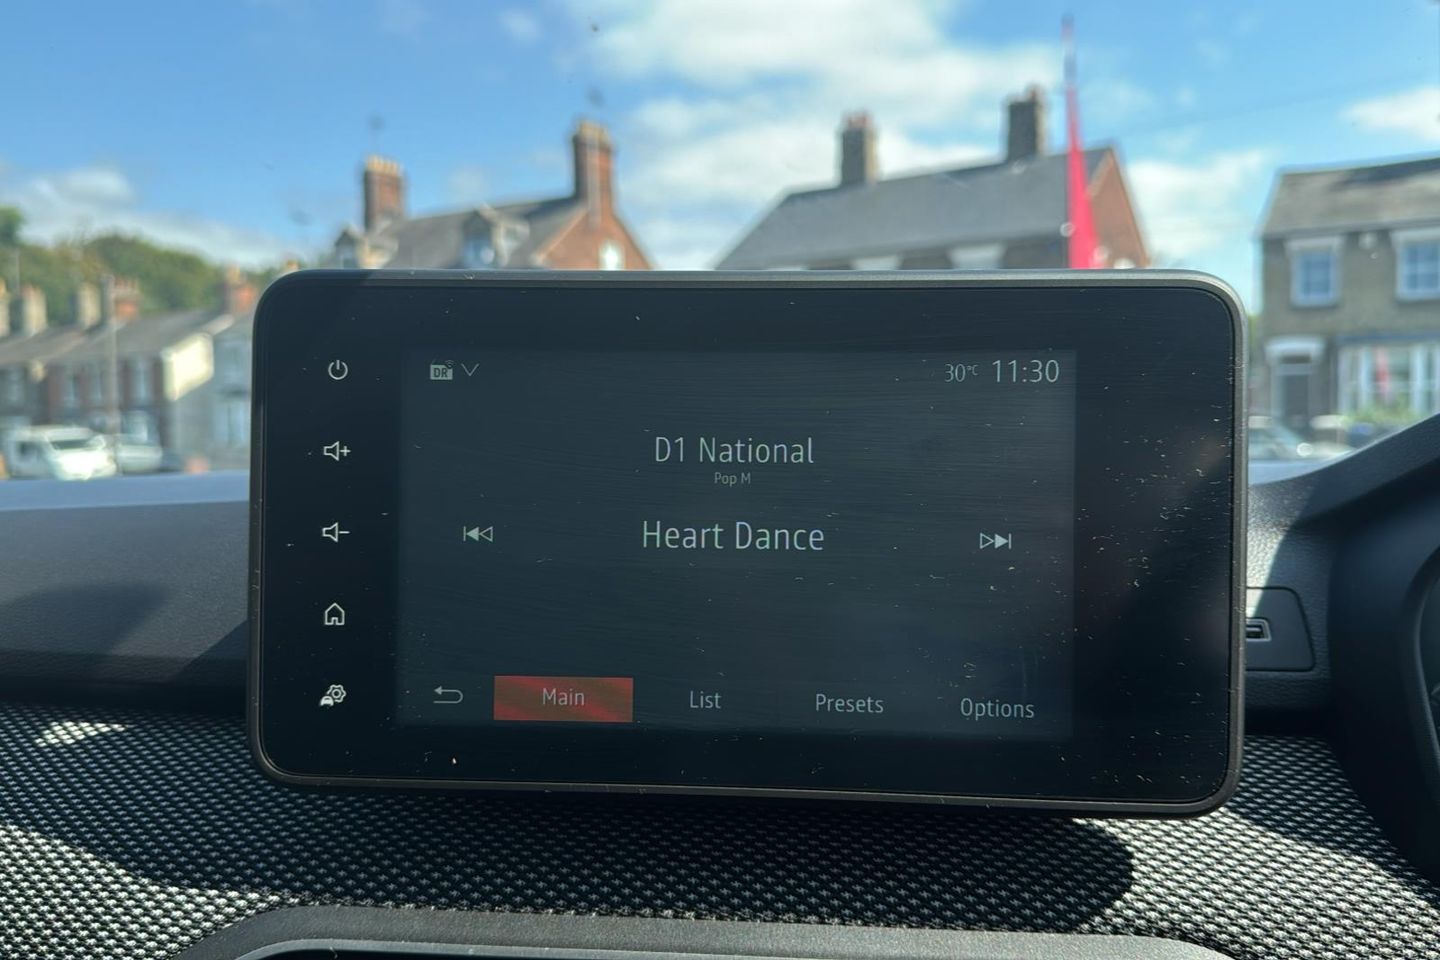 DR
30°C 11:30
D1 National
Pop M
Heart Dance
Main List Presets Options